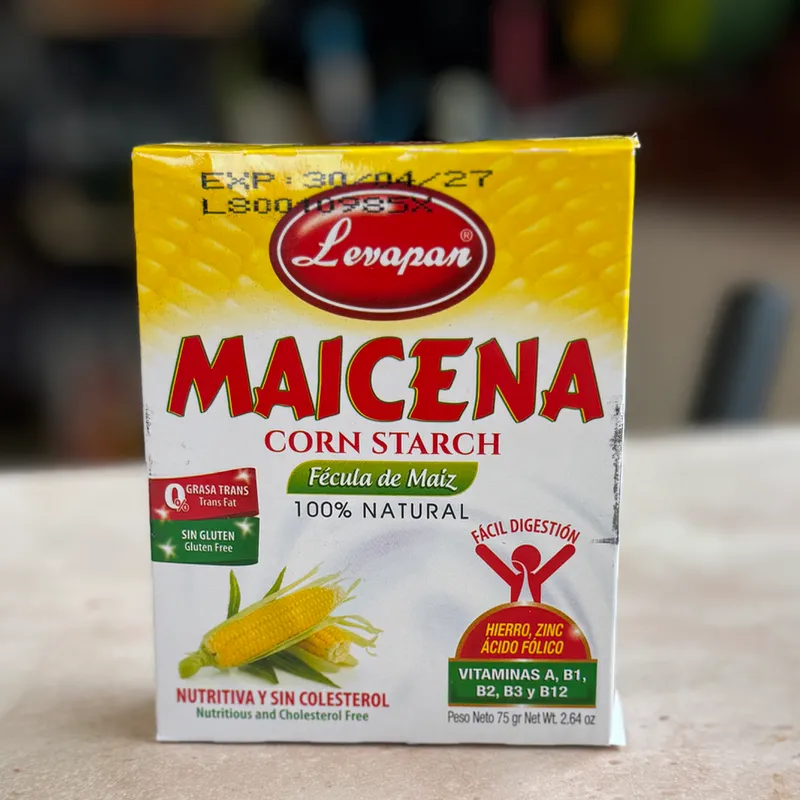 EXP: 30/04/27
L80010985X
Levapan®
MAICENA
CORN STARCH
Fécula de Maiz
100% NATURAL
0% GRASA TRANS
Trans Fat
SIN GLUTEN
Gluten Free
FÁCIL DIGESTIÓN
HIERRO, ZINC
ÁCIDO FÓLICO
VITAMINAS A, B1,
B2, B3 y B12
NUTRITIVA Y SIN COLESTEROL
Nutritious and Cholesterol Free
Peso Neto 75 gr Net Wt. 2.64 oz